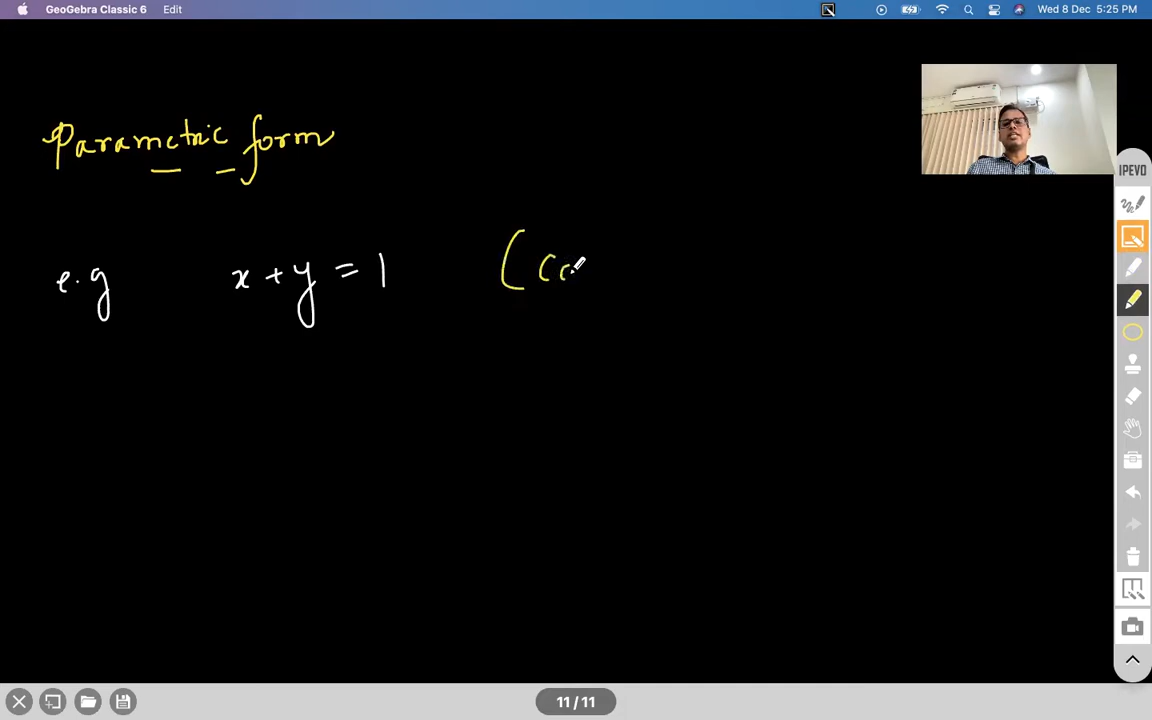 GeoGebra Classic 6 Edit Wed 8 Dec 5:25 PM
Parametric form
IPEVO
e.g x + y = 1
11/11